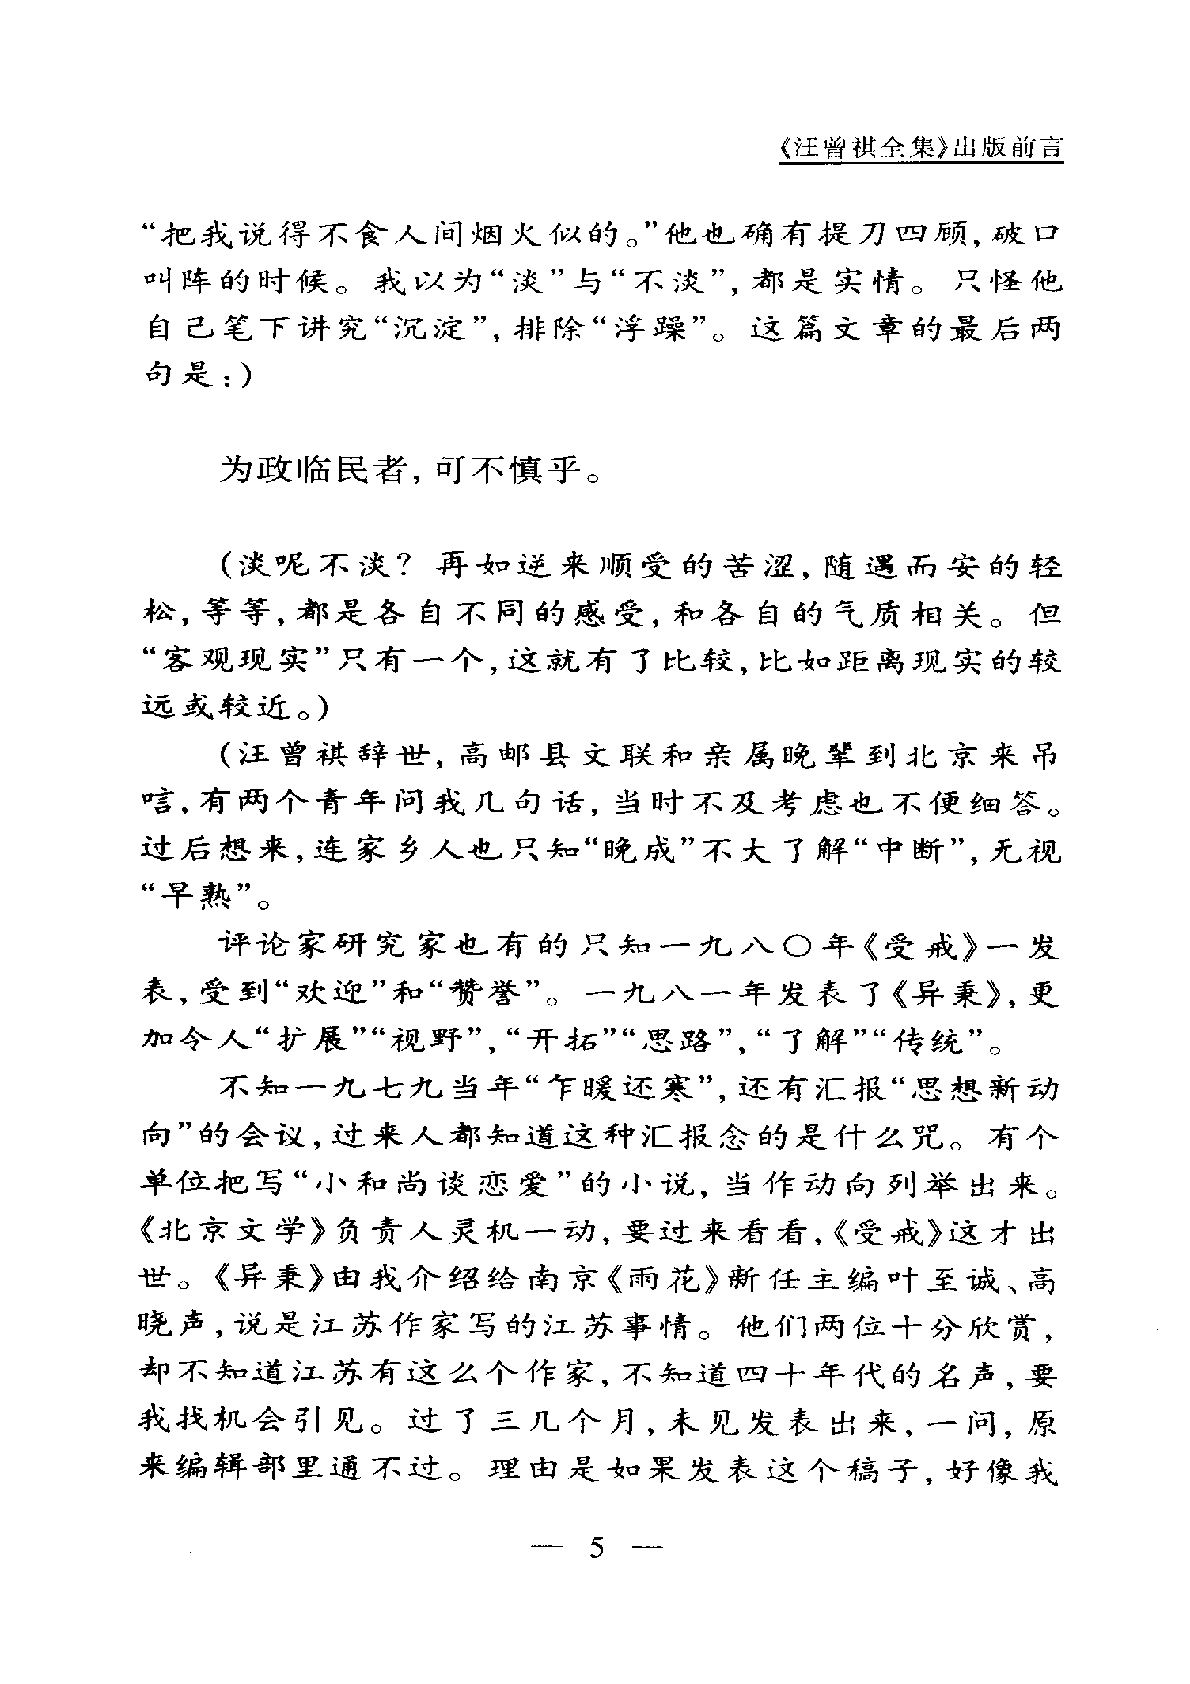 《汪曾祺全集》出版前言
“把我说得不食人间烟火似的。”他也确有提刀四顾,破口
叫阵的时候。我以为“淡”与“不淡”,都是实情。只怪他
自己笔下讲究“沉淀”,排除“浮躁”。这篇文章的最后两
句是:)
为政临民者,可不慎乎。
(淡呢不淡?再如逆来顺受的苦涩,随遇而安的轻
松,等等,都是各自不同的感受,和各自的气质相关。但
“客观现实”只有一个,这就有了比较,比如距离现实的较
远或较近。)
(汪曾祺辞世,高邮县文联和亲属晚辈到北京来吊
唁,有两个青年问我几句话,当时不及考虑也不便细答。
过后想来,连家乡人也只知“晚成”不大了解“中断”,无视
“早熟”。
评论家研究家也有的只知一九八〇年《受戒》一发
表,受到“欢迎”和“赞誉”。一九八一年发表了《异秉》,更
加令人“扩展”“视野”,“开拓”“思路”,“了解”“传统”。
不知一九七九当年“乍暖还寒”,还有汇报“思想新动
向”的会议,过来人都知道这种汇报念的是什么咒。有个
单位把写“小和尚谈恋爱”的小说,当作动向列举出来。
《北京文学》负责人灵机一动,要过来看看,《受戒》这才出
世。《异秉》由我介绍给南京《雨花》新任主编叶至诚、高
晓声,说是江苏作家写的江苏事情。他们两位十分欣赏,
却不知道江苏有这么个作家,不知道四十年代的名声,要
我找机会引见。过了三几个月,未见发表出来,一问,原
来编辑部里通不过。理由是如果发表这个稿子,好像我
— 5 —